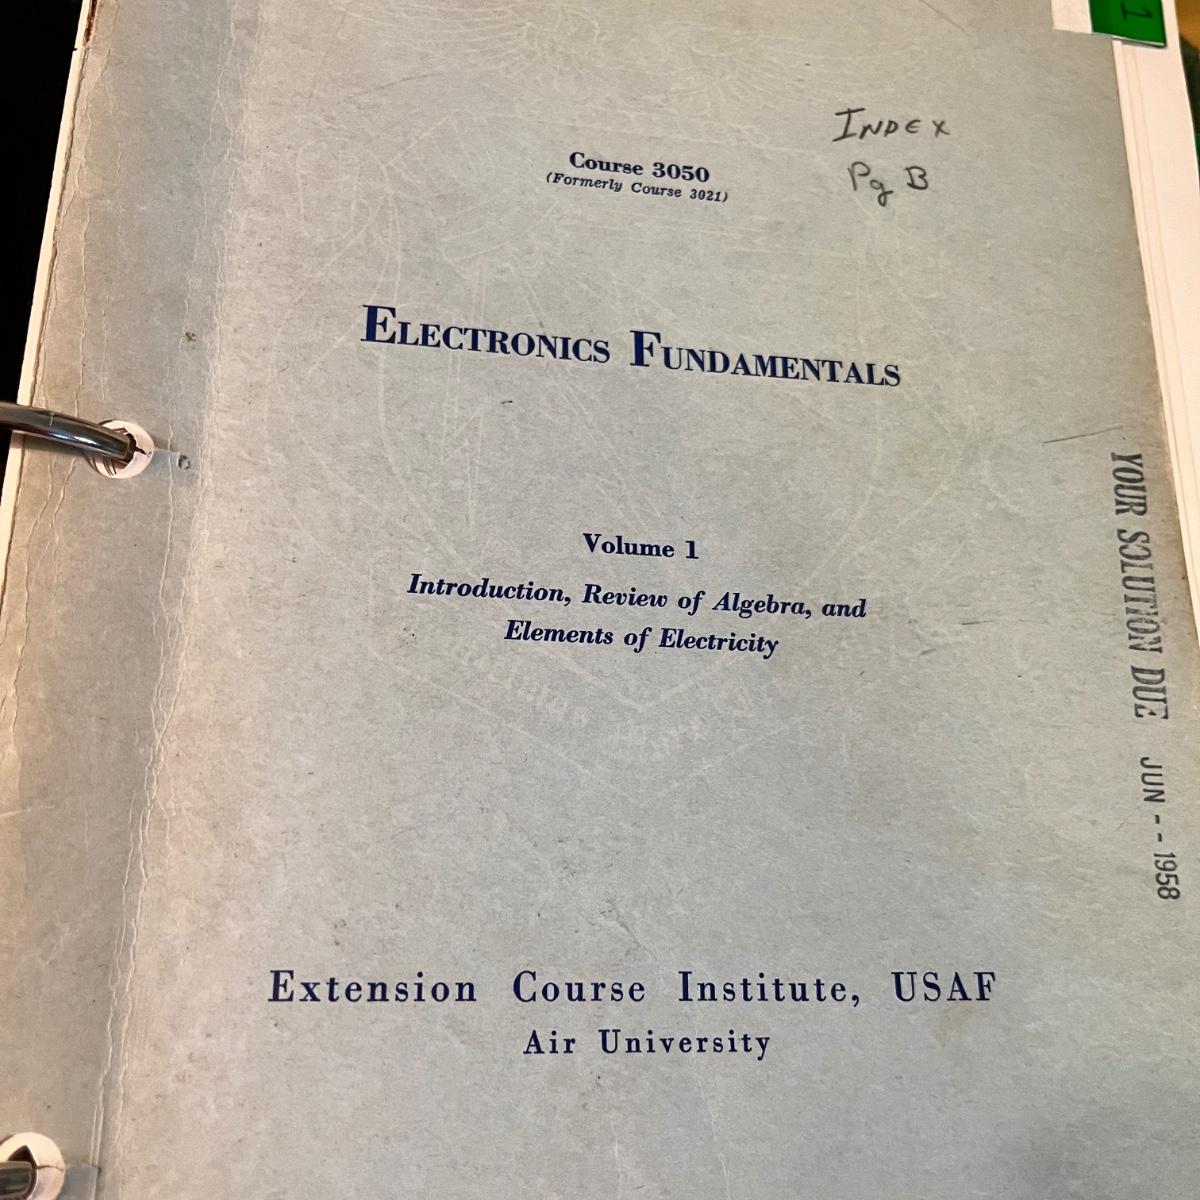 1
INDEX
Pg B
Course 3050
(Formerly Course 3021)
ELECTRONICS FUNDAMENTALS
Volume 1
Introduction, Review of Algebra, and
Elements of Electricity
YOUR SOLUTION DUE JUN - - 1958
Extension Course Institute, USAF
Air University